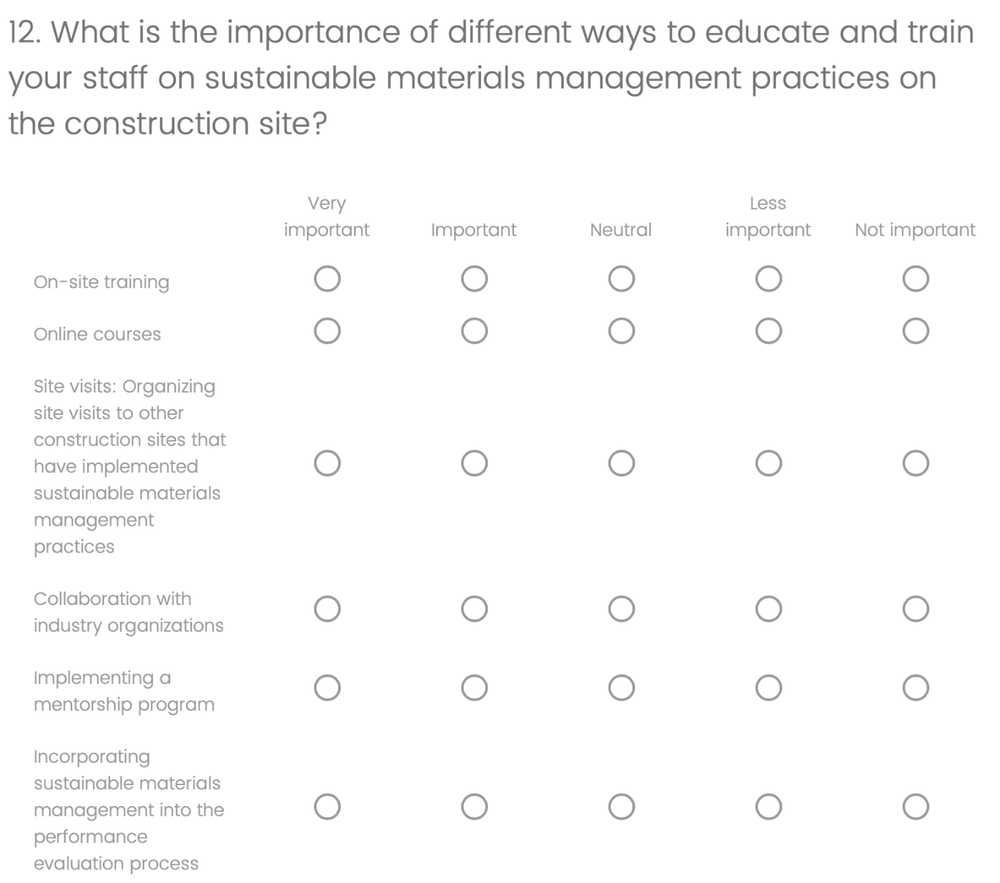 12. What is the importance of different ways to educate and train
your staff on sustainable materials management practices on
the construction site?
Very
important
Important
Neutral
Less
important
Not important
On-site training
Online courses
Site visits: Organizing
site visits to other
construction sites that
have implemented
sustainable materials
management
practices
Collaboration with
industry organizations
Implementing a
mentorship program
Incorporating
sustainable materials
management into the
performance
evaluation process